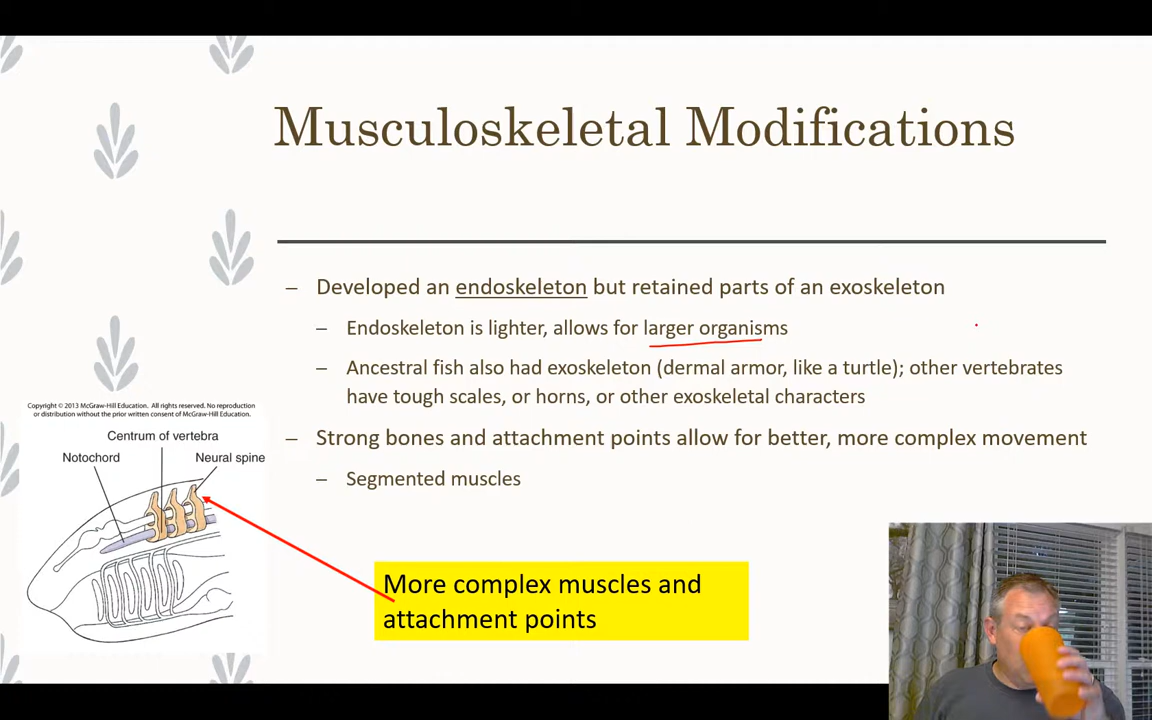 Musculoskeletal Modifications
– Developed an endoskeleton but retained parts of an exoskeleton
– Endoskeleton is lighter, allows for larger organisms
– Ancestral fish also had exoskeleton (dermal armor, like a turtle); other vertebrates
have tough scales, or horns, or other exoskeletal characters
– Strong bones and attachment points allow for better, more complex movement
– Segmented muscles
Copyright © 2013 McGraw-Hill Education. All rights reserved. No reproduction
or distribution without the prior written consent of McGraw-Hill Education.
Centrum of vertebra
Notochord
Neural spine
More complex muscles and
attachment points